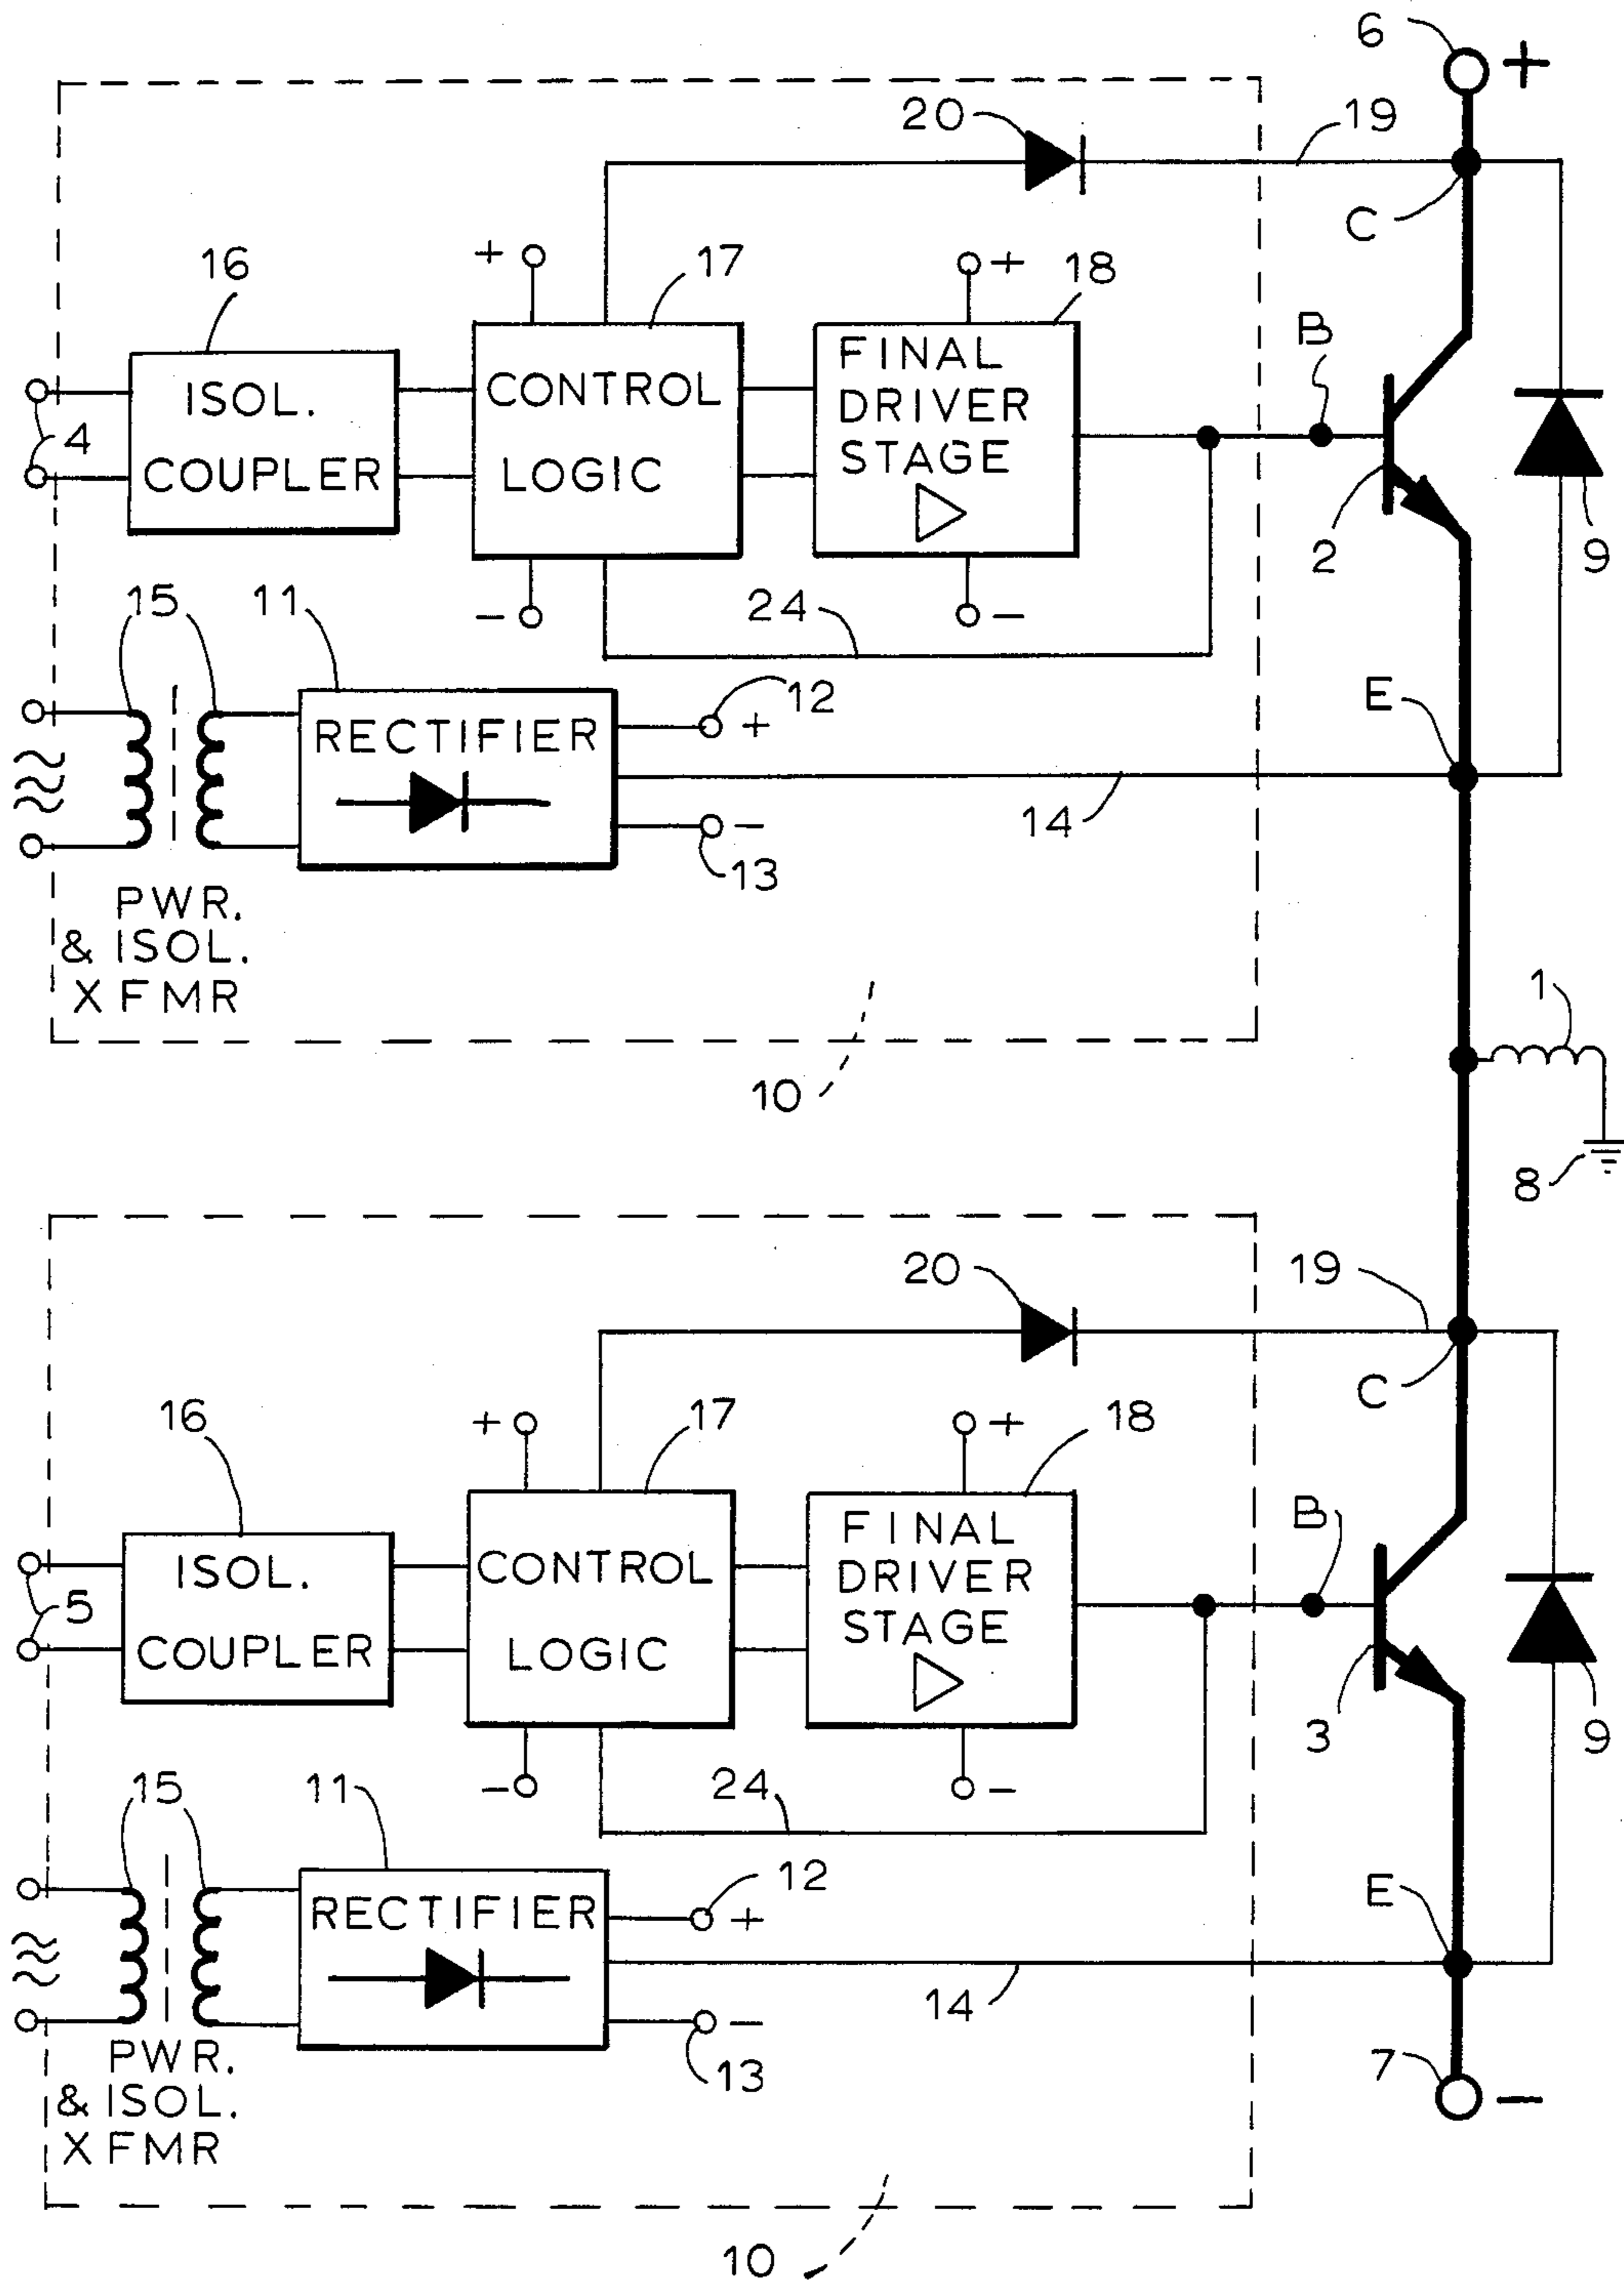 6 +
20 19
C
16 + 17 + 18
B
ISOL.
COUPLER
CONTROL
LOGIC
FINAL
DRIVER
STAGE
4
2 9
15 11 - 24 -
12
E
RECTIFIER +
14
-
13
PWR.
& ISOL.
XFMR
1
10
8
20 19
C
16 + 17 + 18
B
ISOL.
COUPLER
CONTROL
LOGIC
FINAL
DRIVER
STAGE
5
3 9
15 11 - 24 -
12
E
RECTIFIER +
14
-
13
PWR.
& ISOL.
XFMR
7 -
10